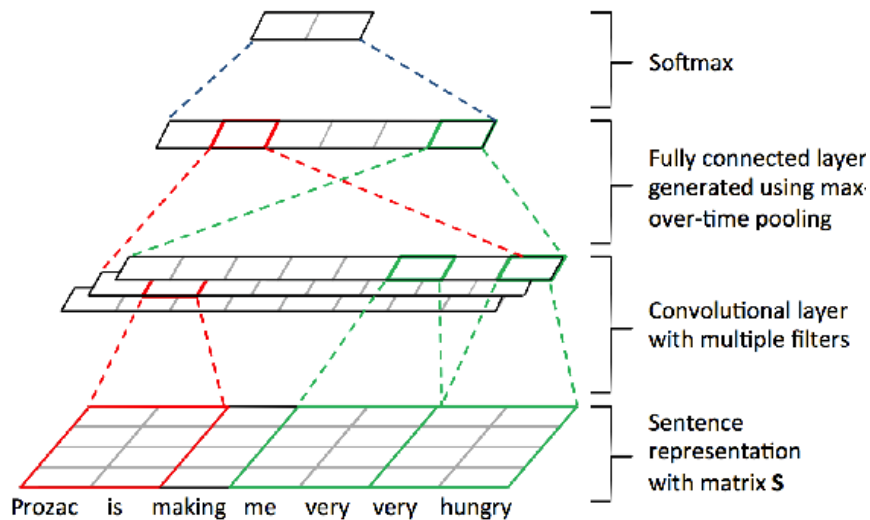 Softmax
Fully connected layer
generated using max-
over-time pooling
Convolutional layer
with multiple filters
Sentence
representation
with matrix S
Prozac is making me very very hungry